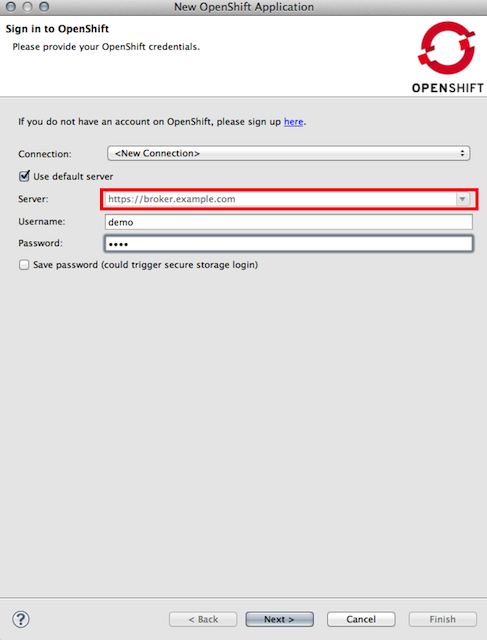 New OpenShift Application
Sign in to OpenShift
Please provide your OpenShift credentials.
OPENSHIFT
If you do not have an account on OpenShift, please sign up here.
Connection: <New Connection>
Use default server
Server: https://broker.example.com
Username: demo
Password: ••••
Save password (could trigger secure storage login)
? < Back Next > Cancel Finish